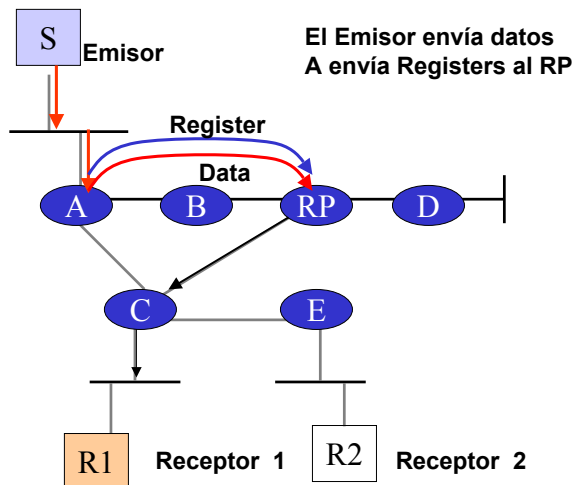 S
Emisor
El Emisor envía datos
A envía Registers al RP
Register
Data
A
B
RP
D
C
E
R1
Receptor 1
R2
Receptor 2